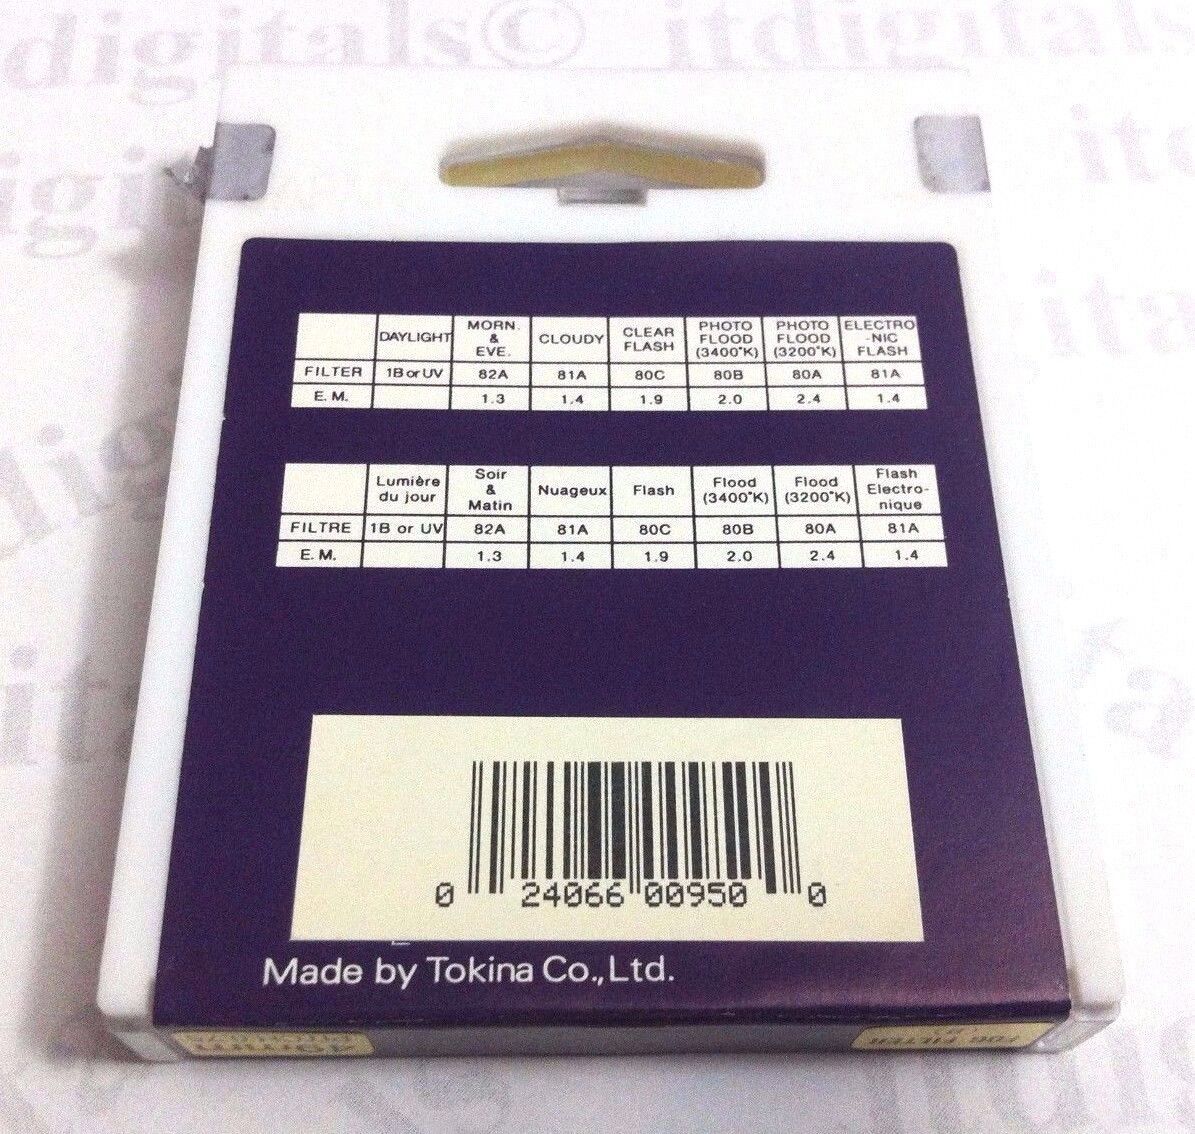 itdigitals© itdigitals
DAYLIGHT MORN. & EVE. CLOUDY CLEAR FLASH PHOTO FLOOD (3400°K) PHOTO FLOOD (3200°K) ELECTRO-NIC FLASH
FILTER 1B or UV 82A 81A 80C 80B 80A 81A
E. M. 1.3 1.4 1.9 2.0 2.4 1.4
Lumière du jour Soir & Matin Nuageux Flash Flood (3400°K) Flood (3200°K) Flash Electro-nique
FILTRE 1B or UV 82A 81A 80C 80B 80A 81A
E. M. 1.3 1.4 1.9 2.0 2.4 1.4
0 24066 00950 0
Made by Tokina Co., Ltd.
49mm
FOG FILTER